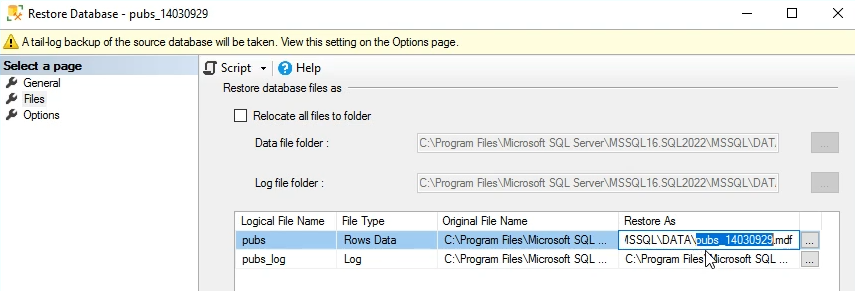 Restore Database - pubs_14030929
A tail-log backup of the source database will be taken. View this setting on the Options page.
Select a page
General
Files
Options
Script
Help
Restore database files as
Relocate all files to folder
Data file folder :
C:\Program Files\Microsoft SQL Server\MSSQL16.SQL2022\MSSQL\DAT
...
Log file folder :
C:\Program Files\Microsoft SQL Server\MSSQL16.SQL2022\MSSQL\DAT
...
Logical File Name File Type Original File Name Restore As
pubs Rows Data C:\Program Files\Microsoft SQL ... MSSQL\DATA\pubs_14030929.mdf ...
pubs_log Log C:\Program Files\Microsoft SQL ... C:\Program Files\Microsoft SQL ... ...